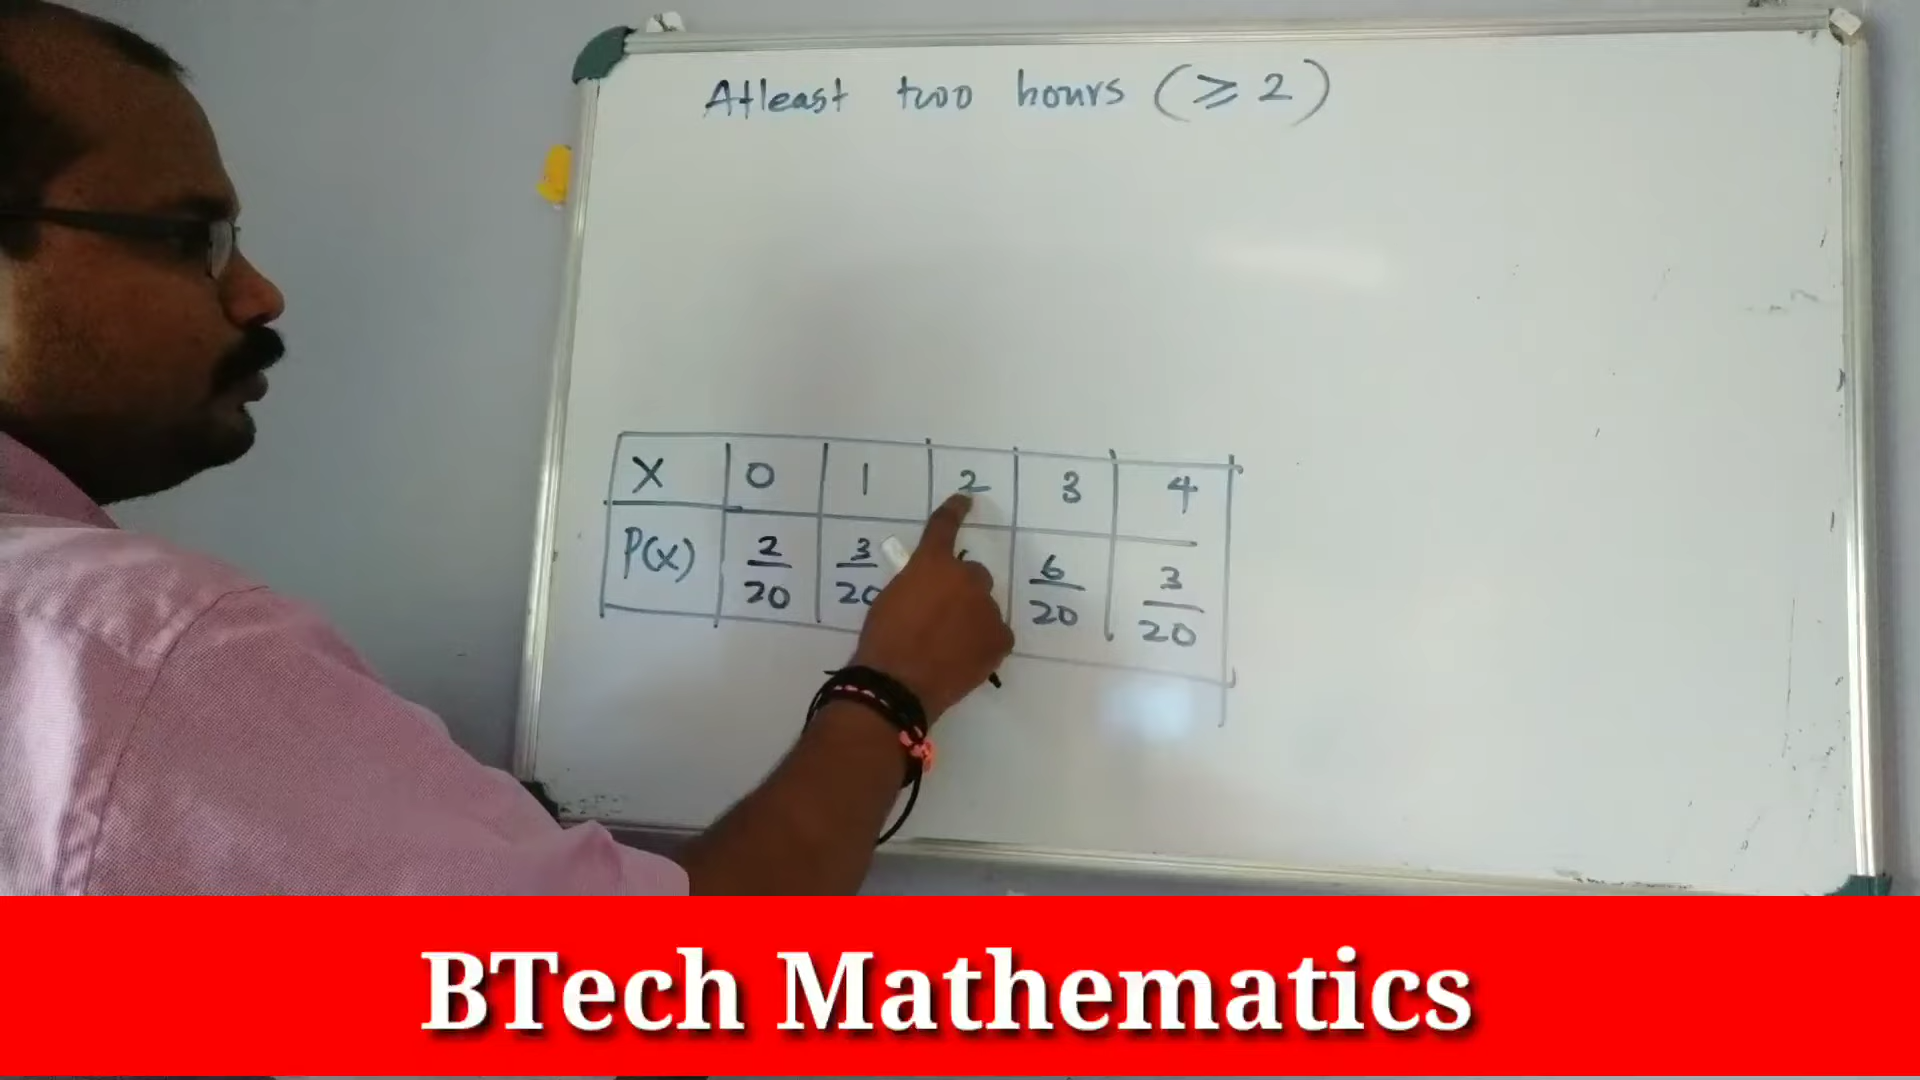 Atleast two hours (≥ 2)
X 0 1 2 3 4
P(x) 2/20 3/20 6/20 3/20
BTech Mathematics